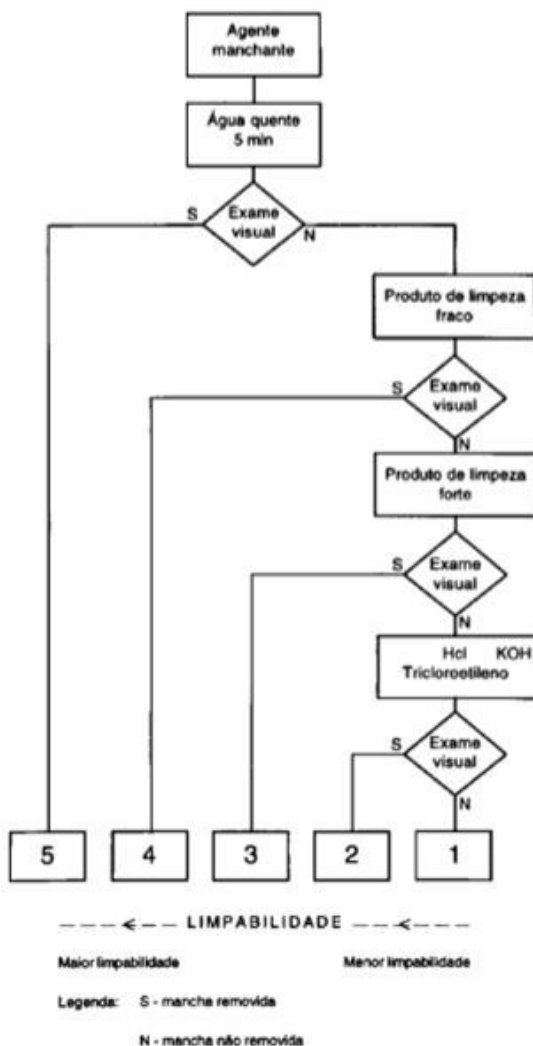 Agente
manchante
Água quente
5 min
S
Exame
visual
N
Produto de limpeza
fraco
S
Exame
visual
N
Produto de limpeza
forte
S
Exame
visual
N
Hcl KOH
Tricloroetileno
S
Exame
visual
N
5 4 3 2 1
LIMPABILIDADE
Maior limpabilidade Menor limpabilidade
Legenda: S - mancha removida
N - mancha não removida